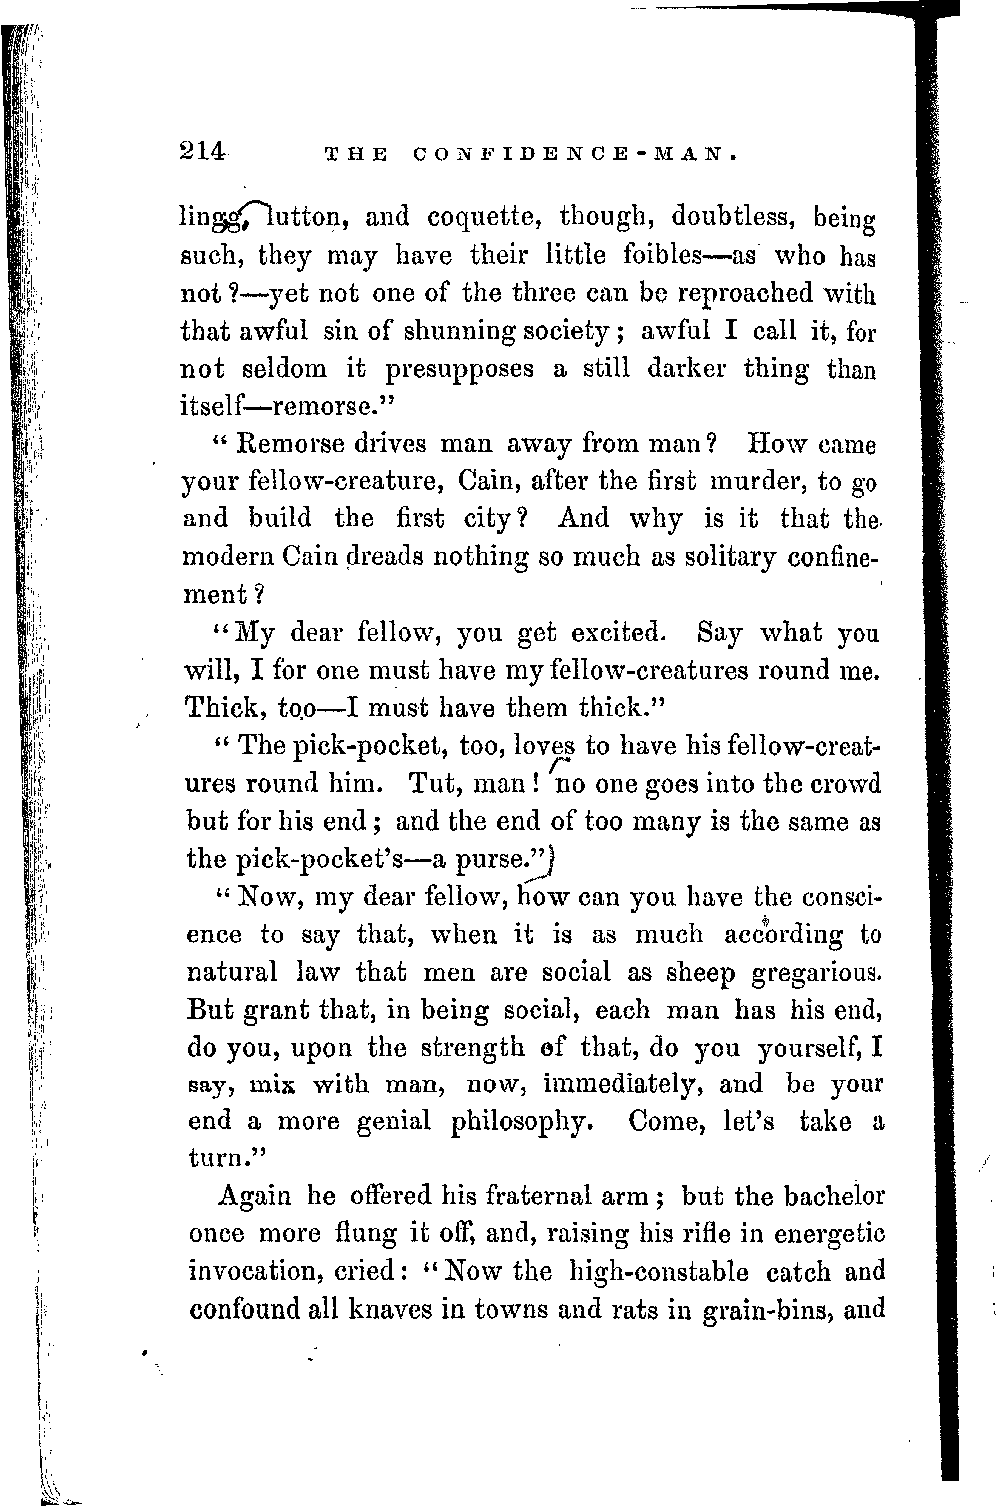 214 THE CONFIDENCE-MAN.
lingg, lutton, and coquette, though, doubtless, being
such, they may have their little foibles—as who has
not?—yet not one of the three can be reproached with
that awful sin of shunning society; awful I call it, for
not seldom it presupposes a still darker thing than
itself—remorse."
"Remorse drives man away from man? How came
your fellow-creature, Cain, after the first murder, to go
and build the first city? And why is it that the
modern Cain dreads nothing so much as solitary confine-
ment?
"My dear fellow, you get excited. Say what you
will, I for one must have my fellow-creatures round me.
Thick, too—I must have them thick."
"The pick-pocket, too, loves to have his fellow-creat-
ures round him. Tut, man! no one goes into the crowd
but for his end; and the end of too many is the same as
the pick-pocket's—a purse."
"Now, my dear fellow, how can you have the consci-
ence to say that, when it is as much according to
natural law that men are social as sheep gregarious.
But grant that, in being social, each man has his end,
do you, upon the strength of that, do you yourself, I
say, mix with man, now, immediately, and be your
end a more genial philosophy. Come, let's take a
turn."
Again he offered his fraternal arm; but the bachelor
once more flung it off, and, raising his rifle in energetic
invocation, cried: "Now the high-constable catch and
confound all knaves in towns and rats in grain-bins, and